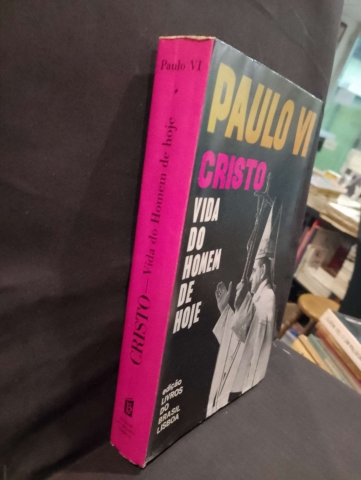 Paulo VI
CRISTO — Vida do Homem de hoje
PAULO VI
CRISTO
VIDA
DO
HOMEM
DE
HOJE
edição
LIVROS
DO
BRASIL
LISBOA